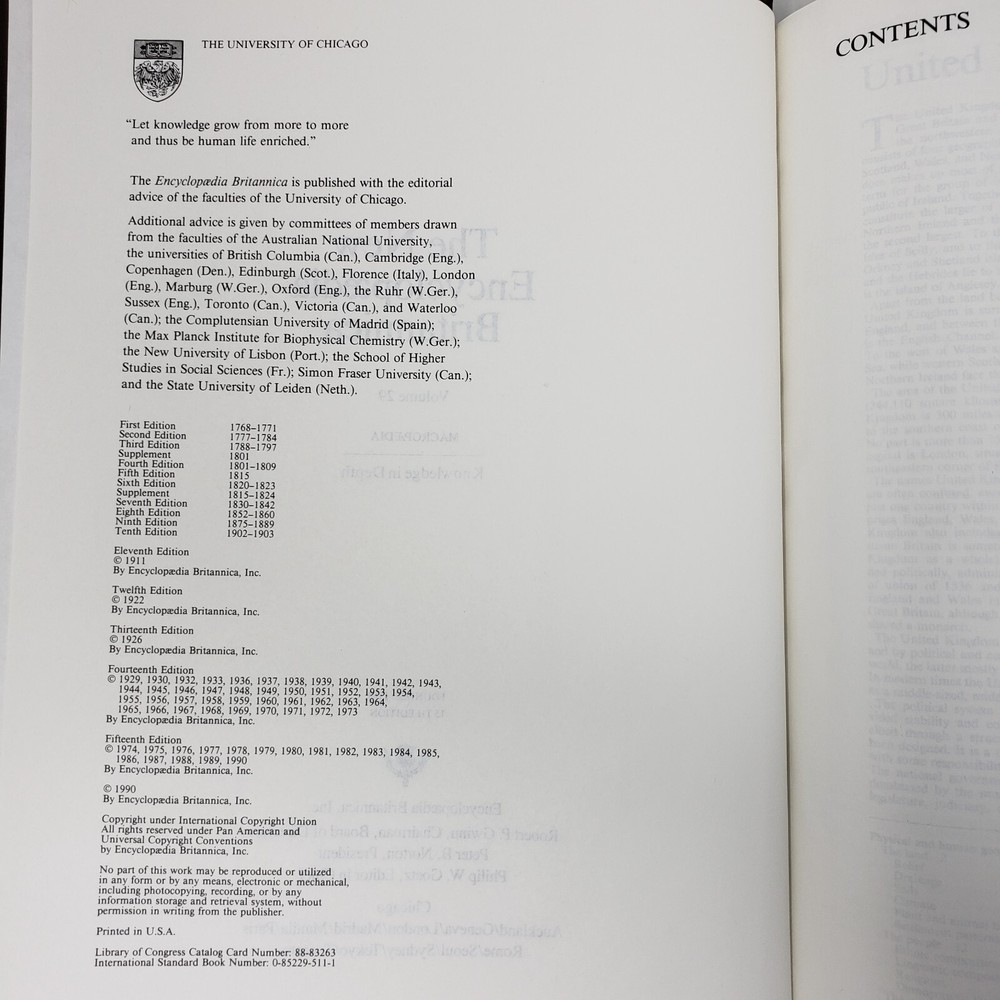 THE UNIVERSITY OF CHICAGO
“Let knowledge grow from more to more
and thus be human life enriched.”
The Encyclopædia Britannica is published with the editorial
advice of the faculties of the University of Chicago.
Additional advice is given by committees of members drawn
from the faculties of the Australian National University,
the universities of British Columbia (Can.), Cambridge (Eng.),
Copenhagen (Den.), Edinburgh (Scot.), Florence (Italy), London
(Eng.), Marburg (W.Ger.), Oxford (Eng.), the Ruhr (W.Ger.),
Sussex (Eng.), Toronto (Can.), Victoria (Can.), and Waterloo
(Can.); the Complutensian University of Madrid (Spain);
the Max Planck Institute for Biophysical Chemistry (W.Ger.);
the New University of Lisbon (Port.); the School of Higher
Studies in Social Sciences (Fr.); Simon Fraser University (Can.);
and the State University of Leiden (Neth.).
First Edition 1768–1771
Second Edition 1777–1784
Third Edition 1788–1797
Supplement 1801
Fourth Edition 1801–1809
Fifth Edition 1815
Sixth Edition 1820–1823
Supplement 1815–1824
Seventh Edition 1830–1842
Eighth Edition 1852–1860
Ninth Edition 1875–1889
Tenth Edition 1902–1903
Eleventh Edition
© 1911
By Encyclopædia Britannica, Inc.
Twelfth Edition
© 1922
By Encyclopædia Britannica, Inc.
Thirteenth Edition
© 1926
By Encyclopædia Britannica, Inc.
Fourteenth Edition
© 1929, 1930, 1932, 1933, 1936, 1937, 1938, 1939, 1940, 1941, 1942, 1943,
1944, 1945, 1946, 1947, 1948, 1949, 1950, 1951, 1952, 1953, 1954,
1955, 1956, 1957, 1958, 1959, 1960, 1961, 1962, 1963, 1964,
1965, 1966, 1967, 1968, 1969, 1970, 1971, 1972, 1973
By Encyclopædia Britannica, Inc.
Fifteenth Edition
© 1974, 1975, 1976, 1977, 1978, 1979, 1980, 1981, 1982, 1983, 1984, 1985,
1986, 1987, 1988, 1989, 1990
By Encyclopædia Britannica, Inc.
© 1990
By Encyclopædia Britannica, Inc.
Copyright under International Copyright Union
All rights reserved under Pan American and
Universal Copyright Conventions
by Encyclopædia Britannica, Inc.
No part of this work may be reproduced or utilized
in any form or by any means, electronic or mechanical,
including photocopying, recording, or by any
information storage and retrieval system, without
permission in writing from the publisher.
Printed in U.S.A.
Library of Congress Catalog Card Number: 88-83263
International Standard Book Number: 0-85229-511-1
CONTENTS
United